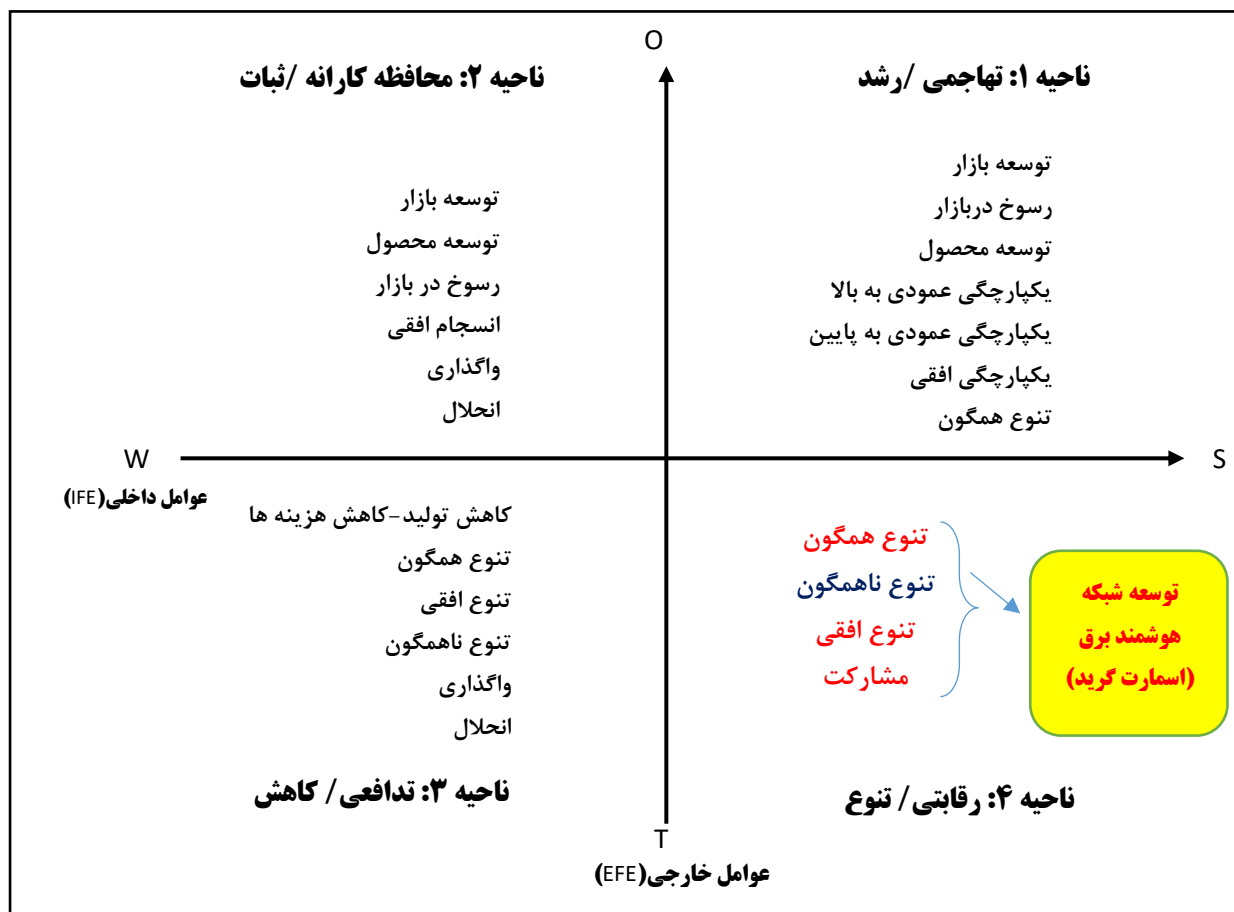 O
ناحیه ۱: تهاجمی /رشد
توسعه بازار
رسوخ دربازار
توسعه محصول
یکپارچگی عمودی به بالا
یکپارچگی عمودی به پایین
یکپارچگی افقی
تنوع همگون
ناحیه ۲: محافظه کارانه /ثبات
توسعه بازار
توسعه محصول
رسوخ در بازار
انسجام افقی
واگذاری
انحلال
S
W
عوامل داخلی(IFE)
تنوع همگون
تنوع ناهمگون
تنوع افقی
مشارکت
توسعه شبکه
هوشمند برق
(اسمارت گرید)
ناحیه ۴: رقابتی/ تنوع
کاهش تولید-کاهش هزینه ها
تنوع همگون
تنوع افقی
تنوع ناهمگون
واگذاری
انحلال
ناحیه ۳: تدافعی/ کاهش
T
عوامل خارجی(EFE)